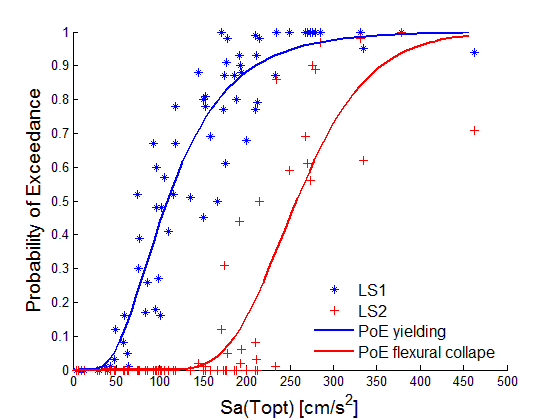 1
0.9
0.8
0.7
0.6
0.5
0.4
0.3
0.2
0.1
0
0 50 100 150 200 250 300 350 400 450 500
Probability of Exceedance
Sa(Topt) [cm/s²]
LS1
LS2
PoE yielding
PoE flexural collape